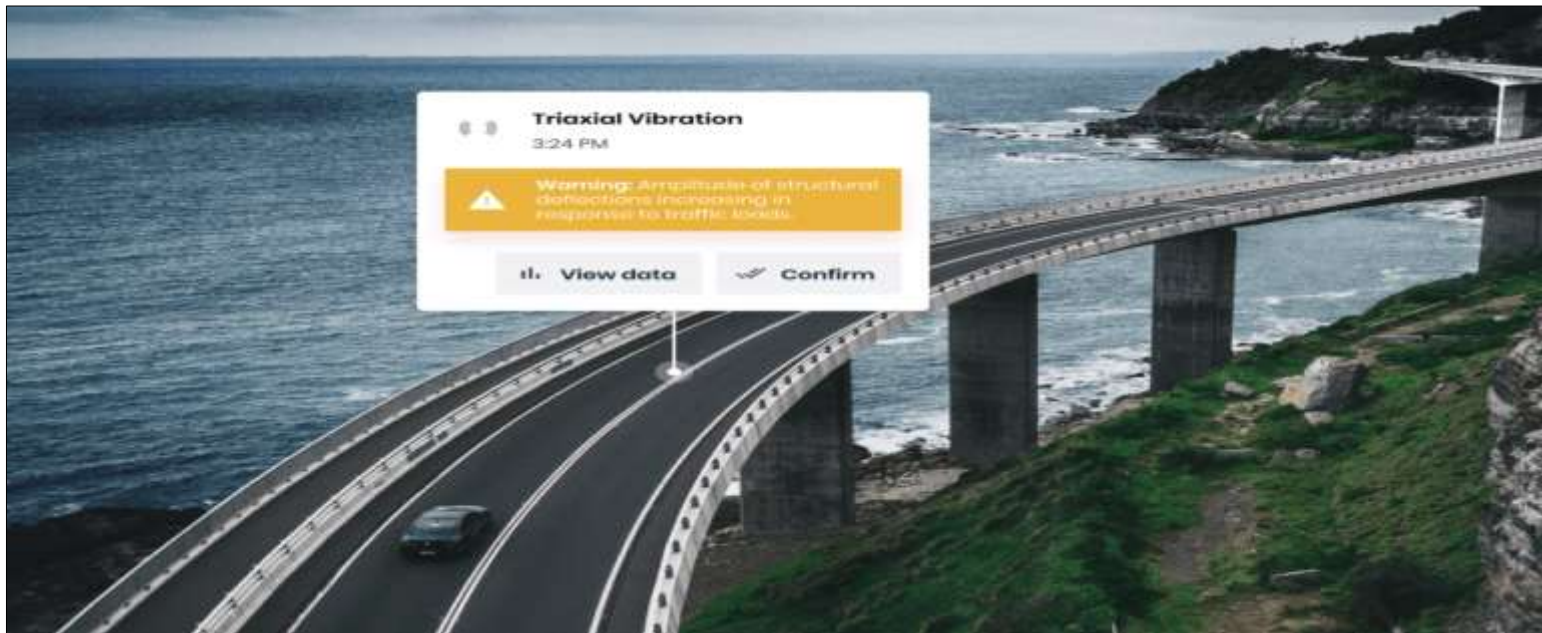 Triaxial Vibration
3:24 PM
Warning: Amplitude of structural
deflections increasing in
response to traffic loads.
View data
Confirm